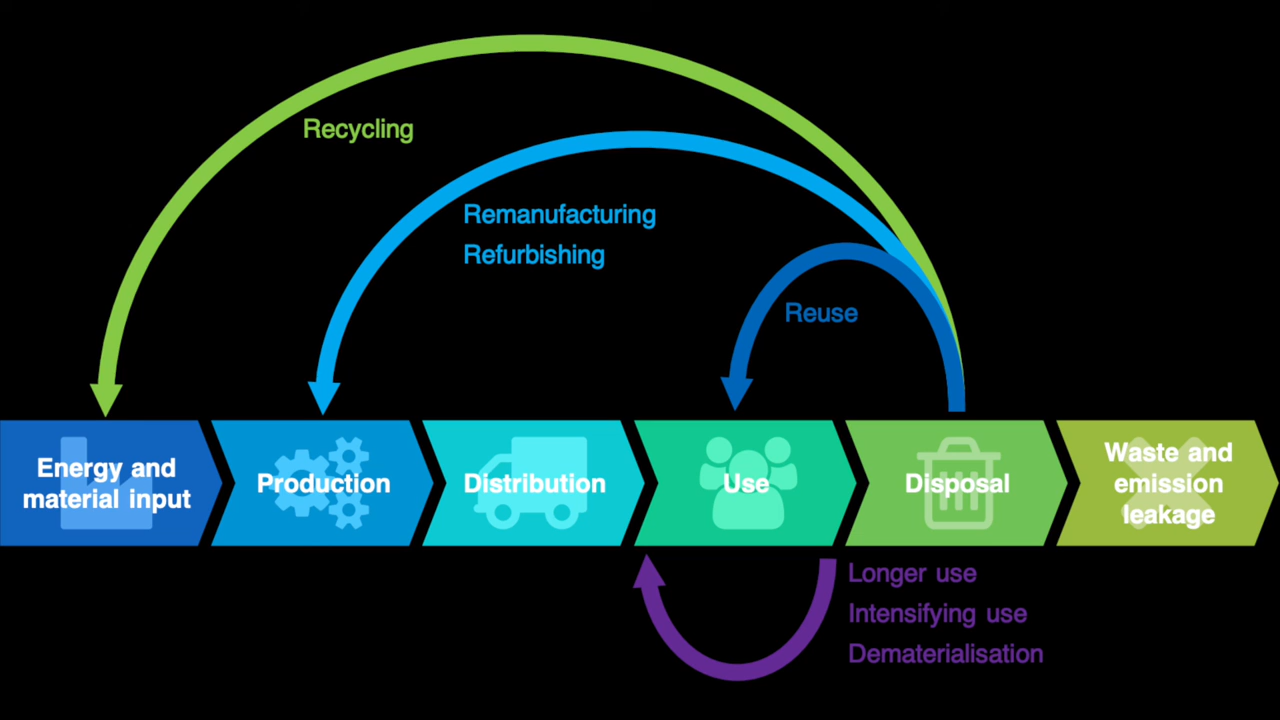 Recycling
Remanufacturing
Refurbishing
Reuse
Energy and
material input
Production
Distribution
Use
Disposal
Waste and
emission
leakage
Longer use
Intensifying use
Dematerialisation